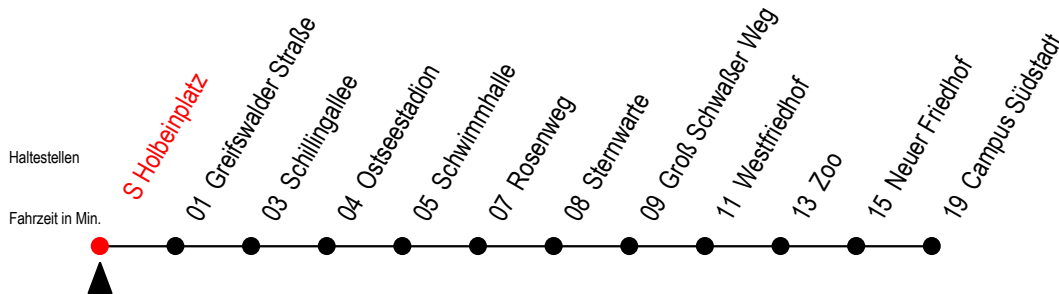 Haltestellen
Fahrzeit in Min.
S Holbeinplatz
01 Greifswalder Straße
03 Schillingallee
04 Ostseestadion
05 Schwimmhalle
07 Rosenweg
08 Sternwarte
09 Groß Schwaßer Weg
11 Westfriedhof
13 Zoo
15 Neuer Friedhof
19 Campus Südstadt